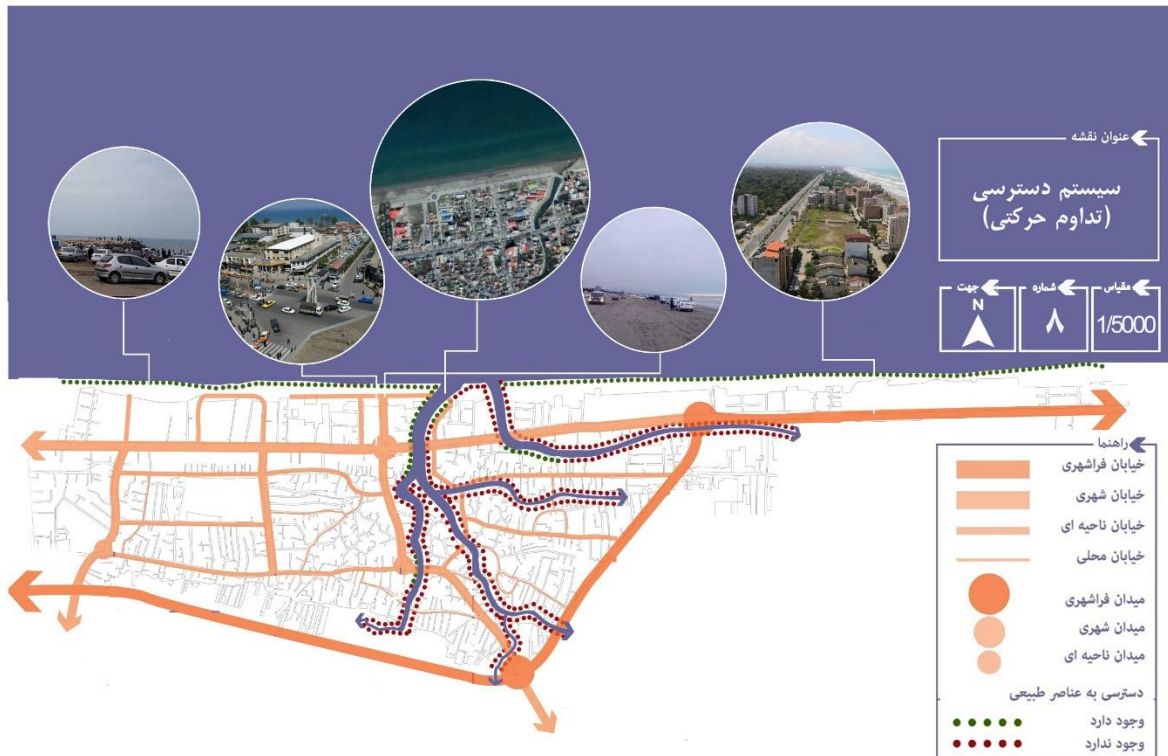 عنوان نقشه
سیستم دسترسی
(تداوم حرکتی)
مقیاس
شماره
جهت
1/5000
۸
N
راهنما
خیابان فراشهری
خیابان شهری
خیابان ناحیه ای
خیابان محلی
میدان فراشهری
میدان شهری
میدان ناحیه ای
دسترسی به عناصر طبیعی
وجود دارد
وجود ندارد